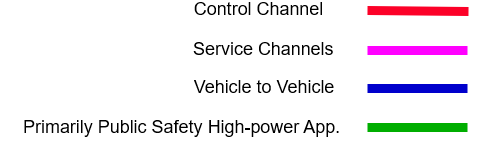 Control Channel
Service Channels
Vehicle to Vehicle
Primarily Public Safety High-power App.